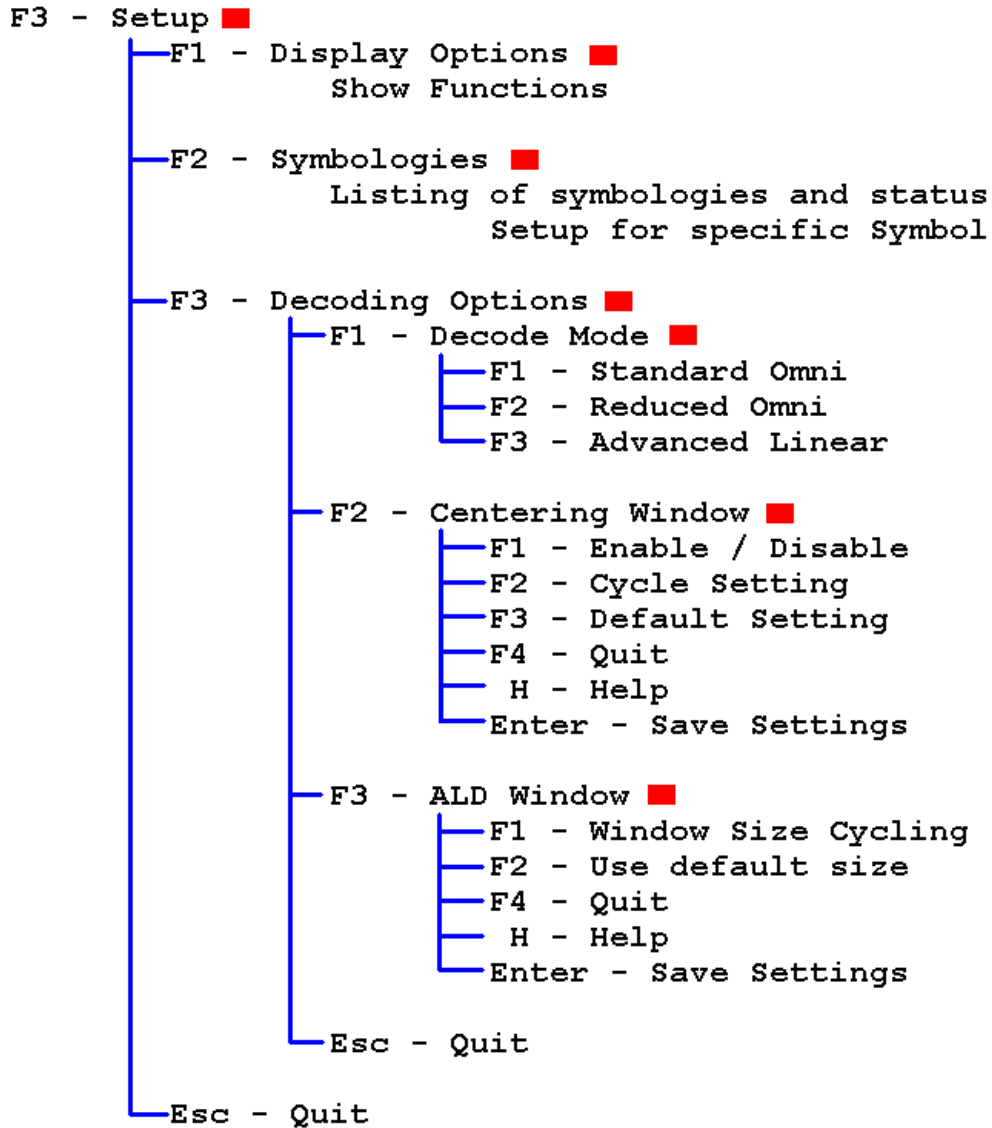 F3 - Setup
F1 - Display Options
Show Functions
F2 - Symbologies
Listing of symbologies and status
Setup for specific Symbol
F3 - Decoding Options
F1 - Decode Mode
F1 - Standard Omni
F2 - Reduced Omni
F3 - Advanced Linear
F2 - Centering Window
F1 - Enable / Disable
F2 - Cycle Setting
F3 - Default Setting
F4 - Quit
H - Help
Enter - Save Settings
F3 - ALD Window
F1 - Window Size Cycling
F2 - Use default size
F4 - Quit
H - Help
Enter - Save Settings
Esc - Quit
Esc - Quit